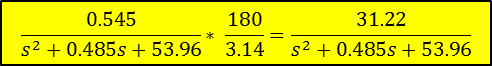 0.545/(s² + 0.485s + 53.96) * 180/3.14 = 31.22/(s² + 0.485s + 53.96)